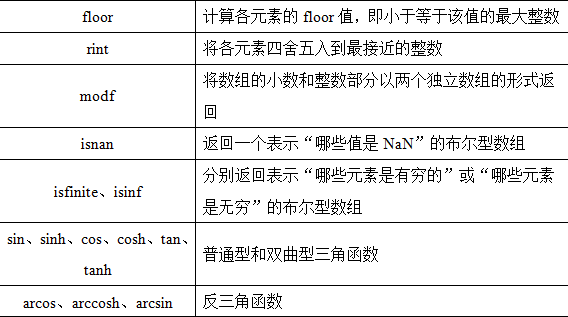 floor 计算各元素的 floor 值，即小于等于该值的最大整数
rint 将各元素四舍五入到最接近的整数
modf 将数组的小数和整数部分以两个独立数组的形式返
回
isnan 返回一个表示“哪些值是 NaN”的布尔型数组
isfinite、isinf 分别返回表示“哪些元素是有穷的”或“哪些元素
是无穷”的布尔型数组
sin、sinh、cos、cosh、tan、
tanh 普通型和双曲型三角函数
arcos、arccosh、arcsin 反三角函数